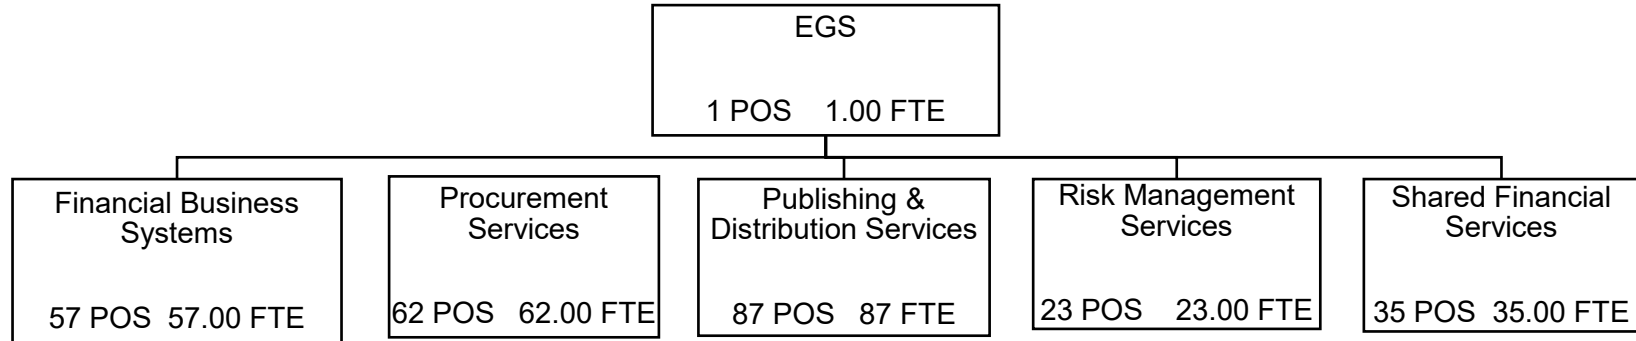 EGS
1 POS 1.00 FTE
Financial Business
Systems
57 POS 57.00 FTE
Procurement
Services
62 POS 62.00 FTE
Publishing &
Distribution Services
87 POS 87 FTE
Risk Management
Services
23 POS 23.00 FTE
Shared Financial
Services
35 POS 35.00 FTE